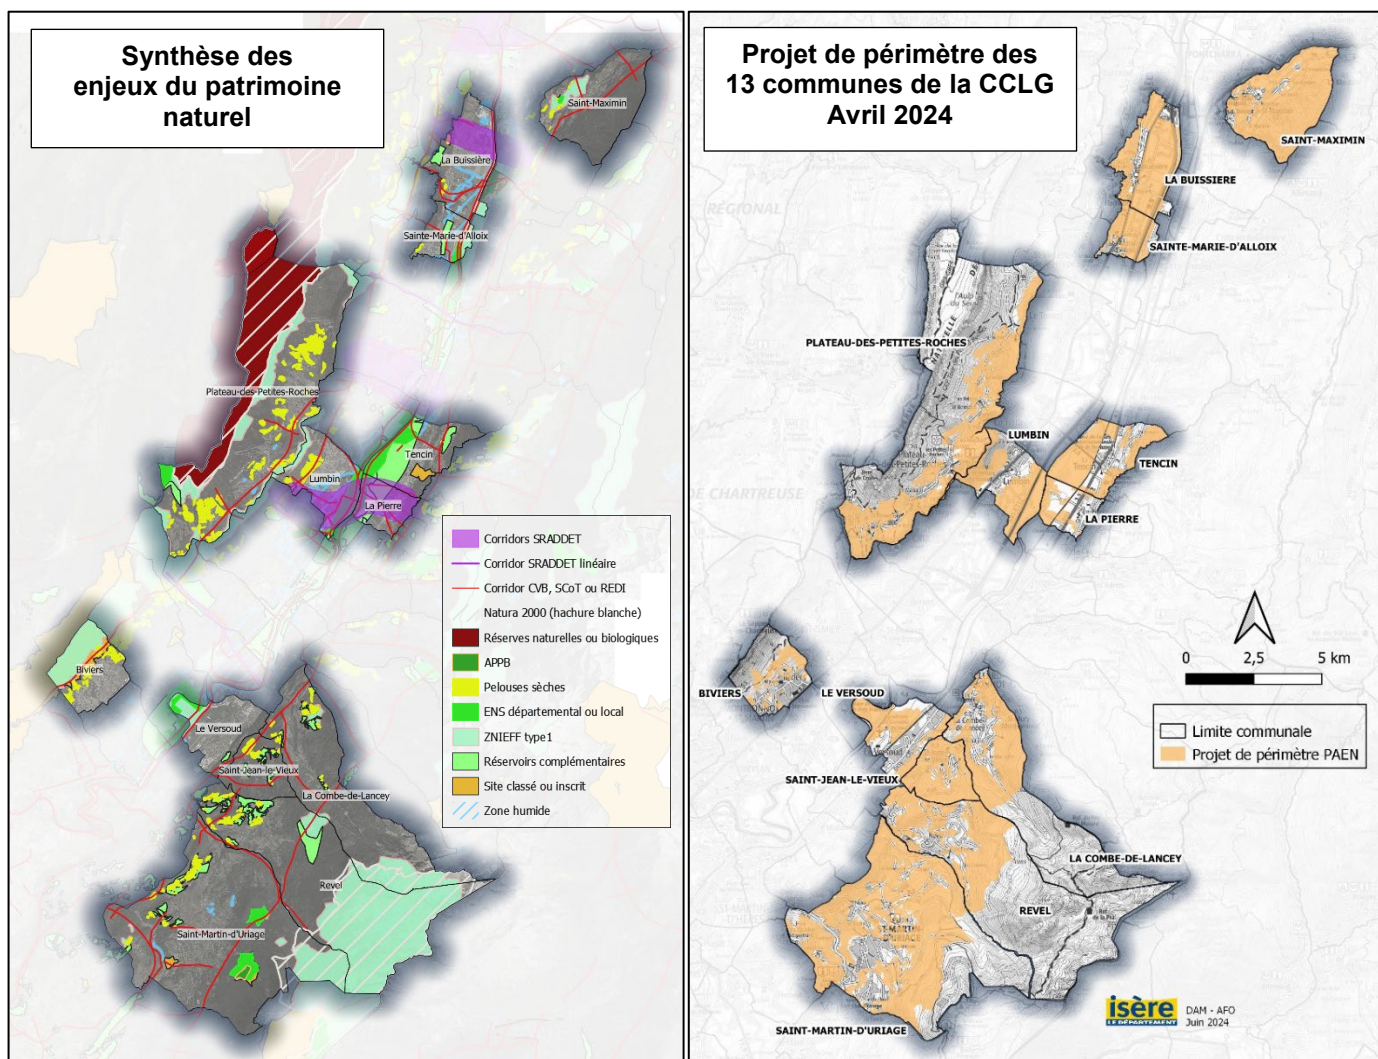 Synthèse des
enjeux du patrimoine
naturel
Saint-Maximin
La Buissière
Sainte-Marie-d'Alloix
Plateau-des-Petites-Roches
Tencin
Lumbin
La Pierre
Biviers
Le Versoud
Saint-Jean-le-Vieux
La Combe-de-Lancey
Revel
Saint-Martin-d'Uriage
Corridors SRADDET
Corridor SRADDET linéaire
Corridor CVB, SCoT ou REDI
Natura 2000 (hachure blanche)
Réserves naturelles ou biologiques
APPB
Pelouses sèches
ENS départemental ou local
ZNIEFF type1
Réservoirs complémentaires
Site classé ou inscrit
Zone humide
Projet de périmètre des
13 communes de la CCLG
Avril 2024
SAINT-MAXIMIN
LA BUISSIERE
RÉGIONAL
SAINTE-MARIE-D'ALLOIX
PLATEAU-DES-PETITES-ROCHES
LUMBIN
TENCIN
DE CHARTREUSE
LA PIERRE
BIVIERS
LE VERSOUD
SAINT-JEAN-LE-VIEUX
LA COMBE-DE-LANCEY
REVEL
SAINT-MARTIN-D'URIAGE
0 2,5 5 km
Limite communale
Projet de périmètre PAEN
isère
LE DÉPARTEMENT
DAM - AFO
Juin 2024